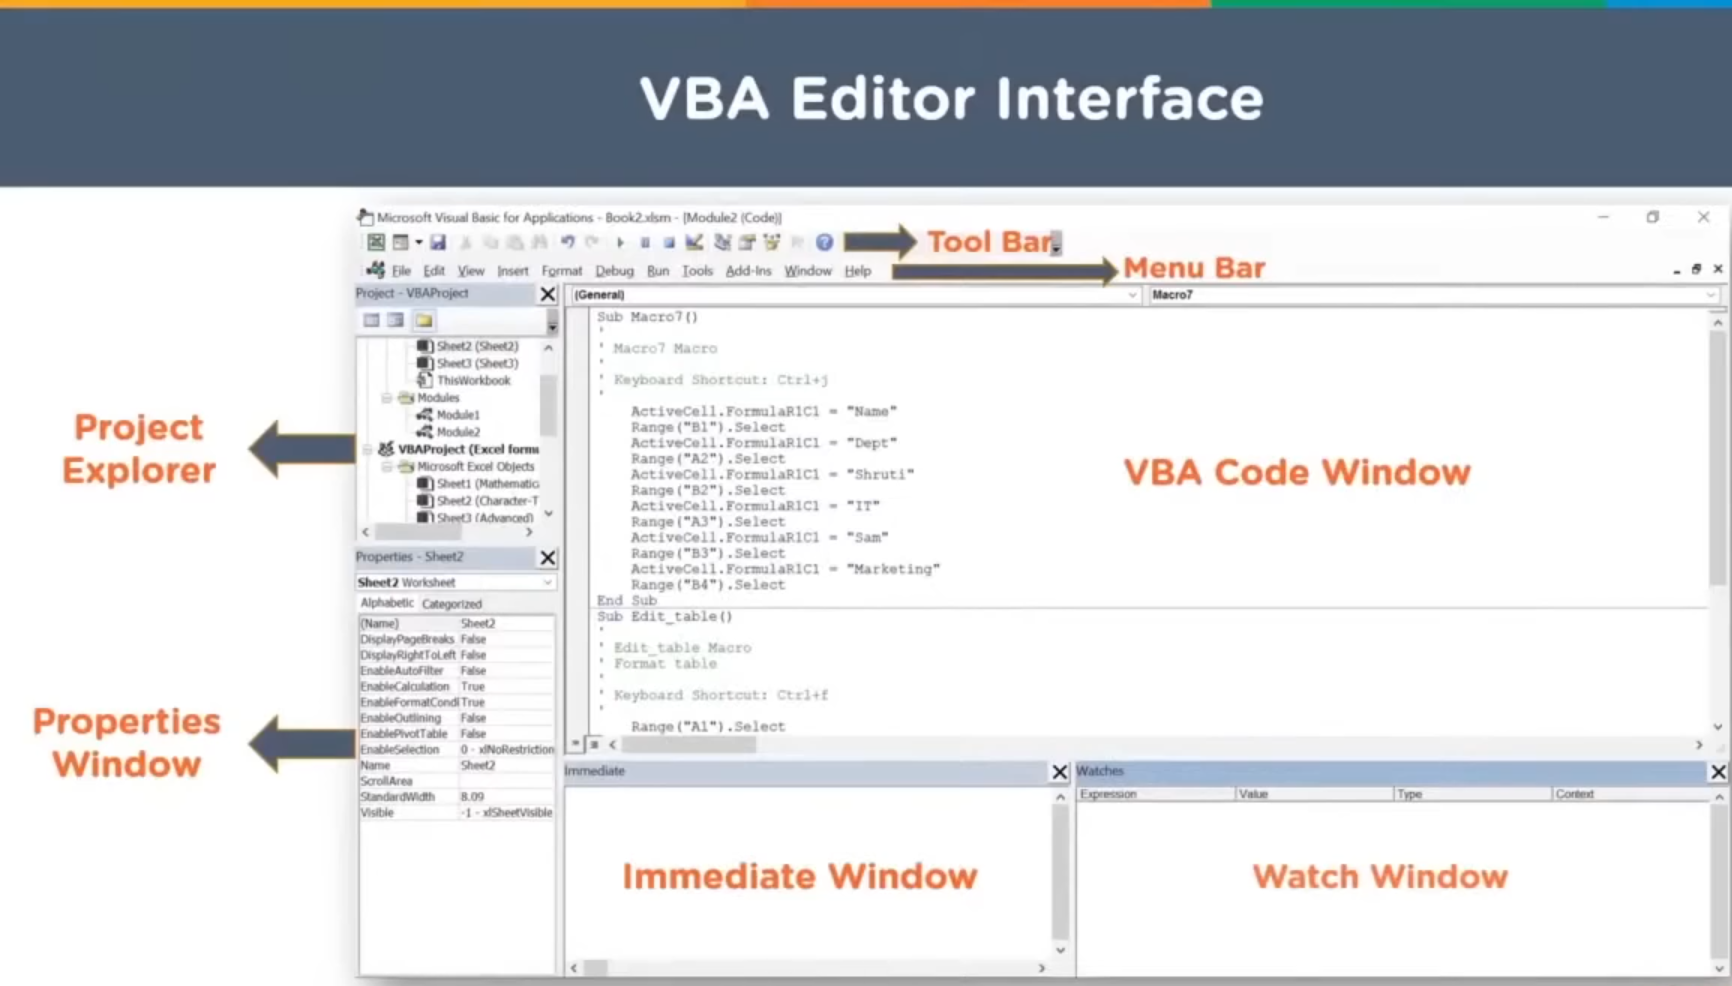 VBA Editor Interface
Microsoft Visual Basic for Applications - Book2.xlsm - [Module2 (Code)]
Tool Bar
File Edit View Insert Format Debug Run Tools Add-Ins Window Help
Menu Bar
Project - VBAProject
(General)
Macro7
Sheet2 (Sheet2)
Sheet3 (Sheet3)
ThisWorkbook
Modules
Module1
Module2
VBAProject (Excel formu
Microsoft Excel Objects
Sheet1 (Mathematica
Sheet2 (Character-T
Sheet3 (Advanced)
Project
Explorer
Sub Macro7()
'
' Macro7 Macro
'
' Keyboard Shortcut: Ctrl+j
'
ActiveCell.FormulaR1C1 = "Name"
Range("B1").Select
ActiveCell.FormulaR1C1 = "Dept"
Range("A2").Select
ActiveCell.FormulaR1C1 = "Shruti"
Range("B2").Select
ActiveCell.FormulaR1C1 = "IT"
Range("A3").Select
ActiveCell.FormulaR1C1 = "Sam"
Range("B3").Select
ActiveCell.FormulaR1C1 = "Marketing"
Range("B4").Select
End Sub
Sub Edit_table()
'
' Edit_table Macro
' Format table
'
' Keyboard Shortcut: Ctrl+f
'
Range("A1").Select
VBA Code Window
Properties - Sheet2
Sheet2 Worksheet
Alphabetic Categorized
(Name) Sheet2
DisplayPageBreaks False
DisplayRightToLeft False
EnableAutoFilter False
EnableCalculation True
EnableFormatCondi True
EnableOutlining False
EnablePivotTable False
EnableSelection 0 - xlNoRestriction
Name Sheet2
ScrollArea
StandardWidth 8.09
Visible -1 - xlSheetVisible
Properties
Window
Immediate
Immediate Window
Watches
Expression Value Type Context
Watch Window